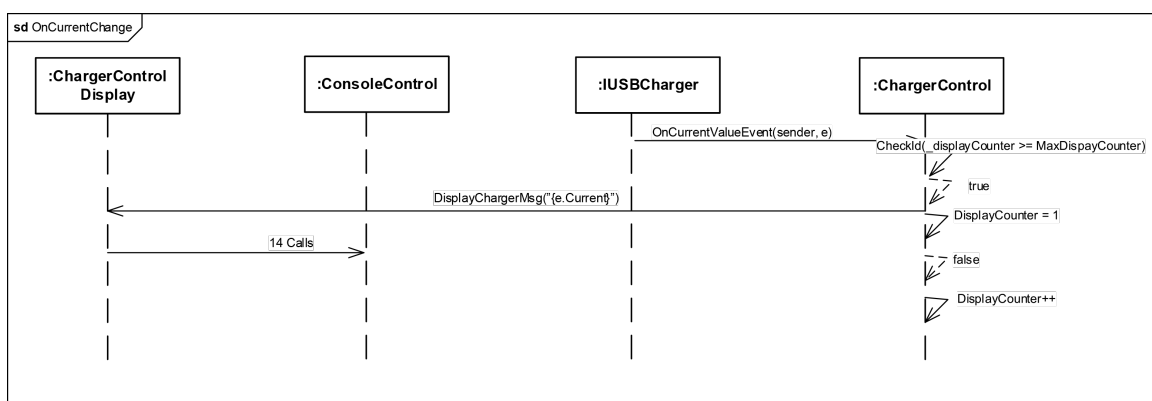 sd OnCurrentChange
:ChargerControl
Display
:ConsoleControl
:IUSBCharger
:ChargerControl
OnCurrentValueEvent(sender, e)
CheckId(_displayCounter >= MaxDispayCounter)
true
DisplayChargerMsg("{e.Current}")
DisplayCounter = 1
14 Calls
false
DisplayCounter++